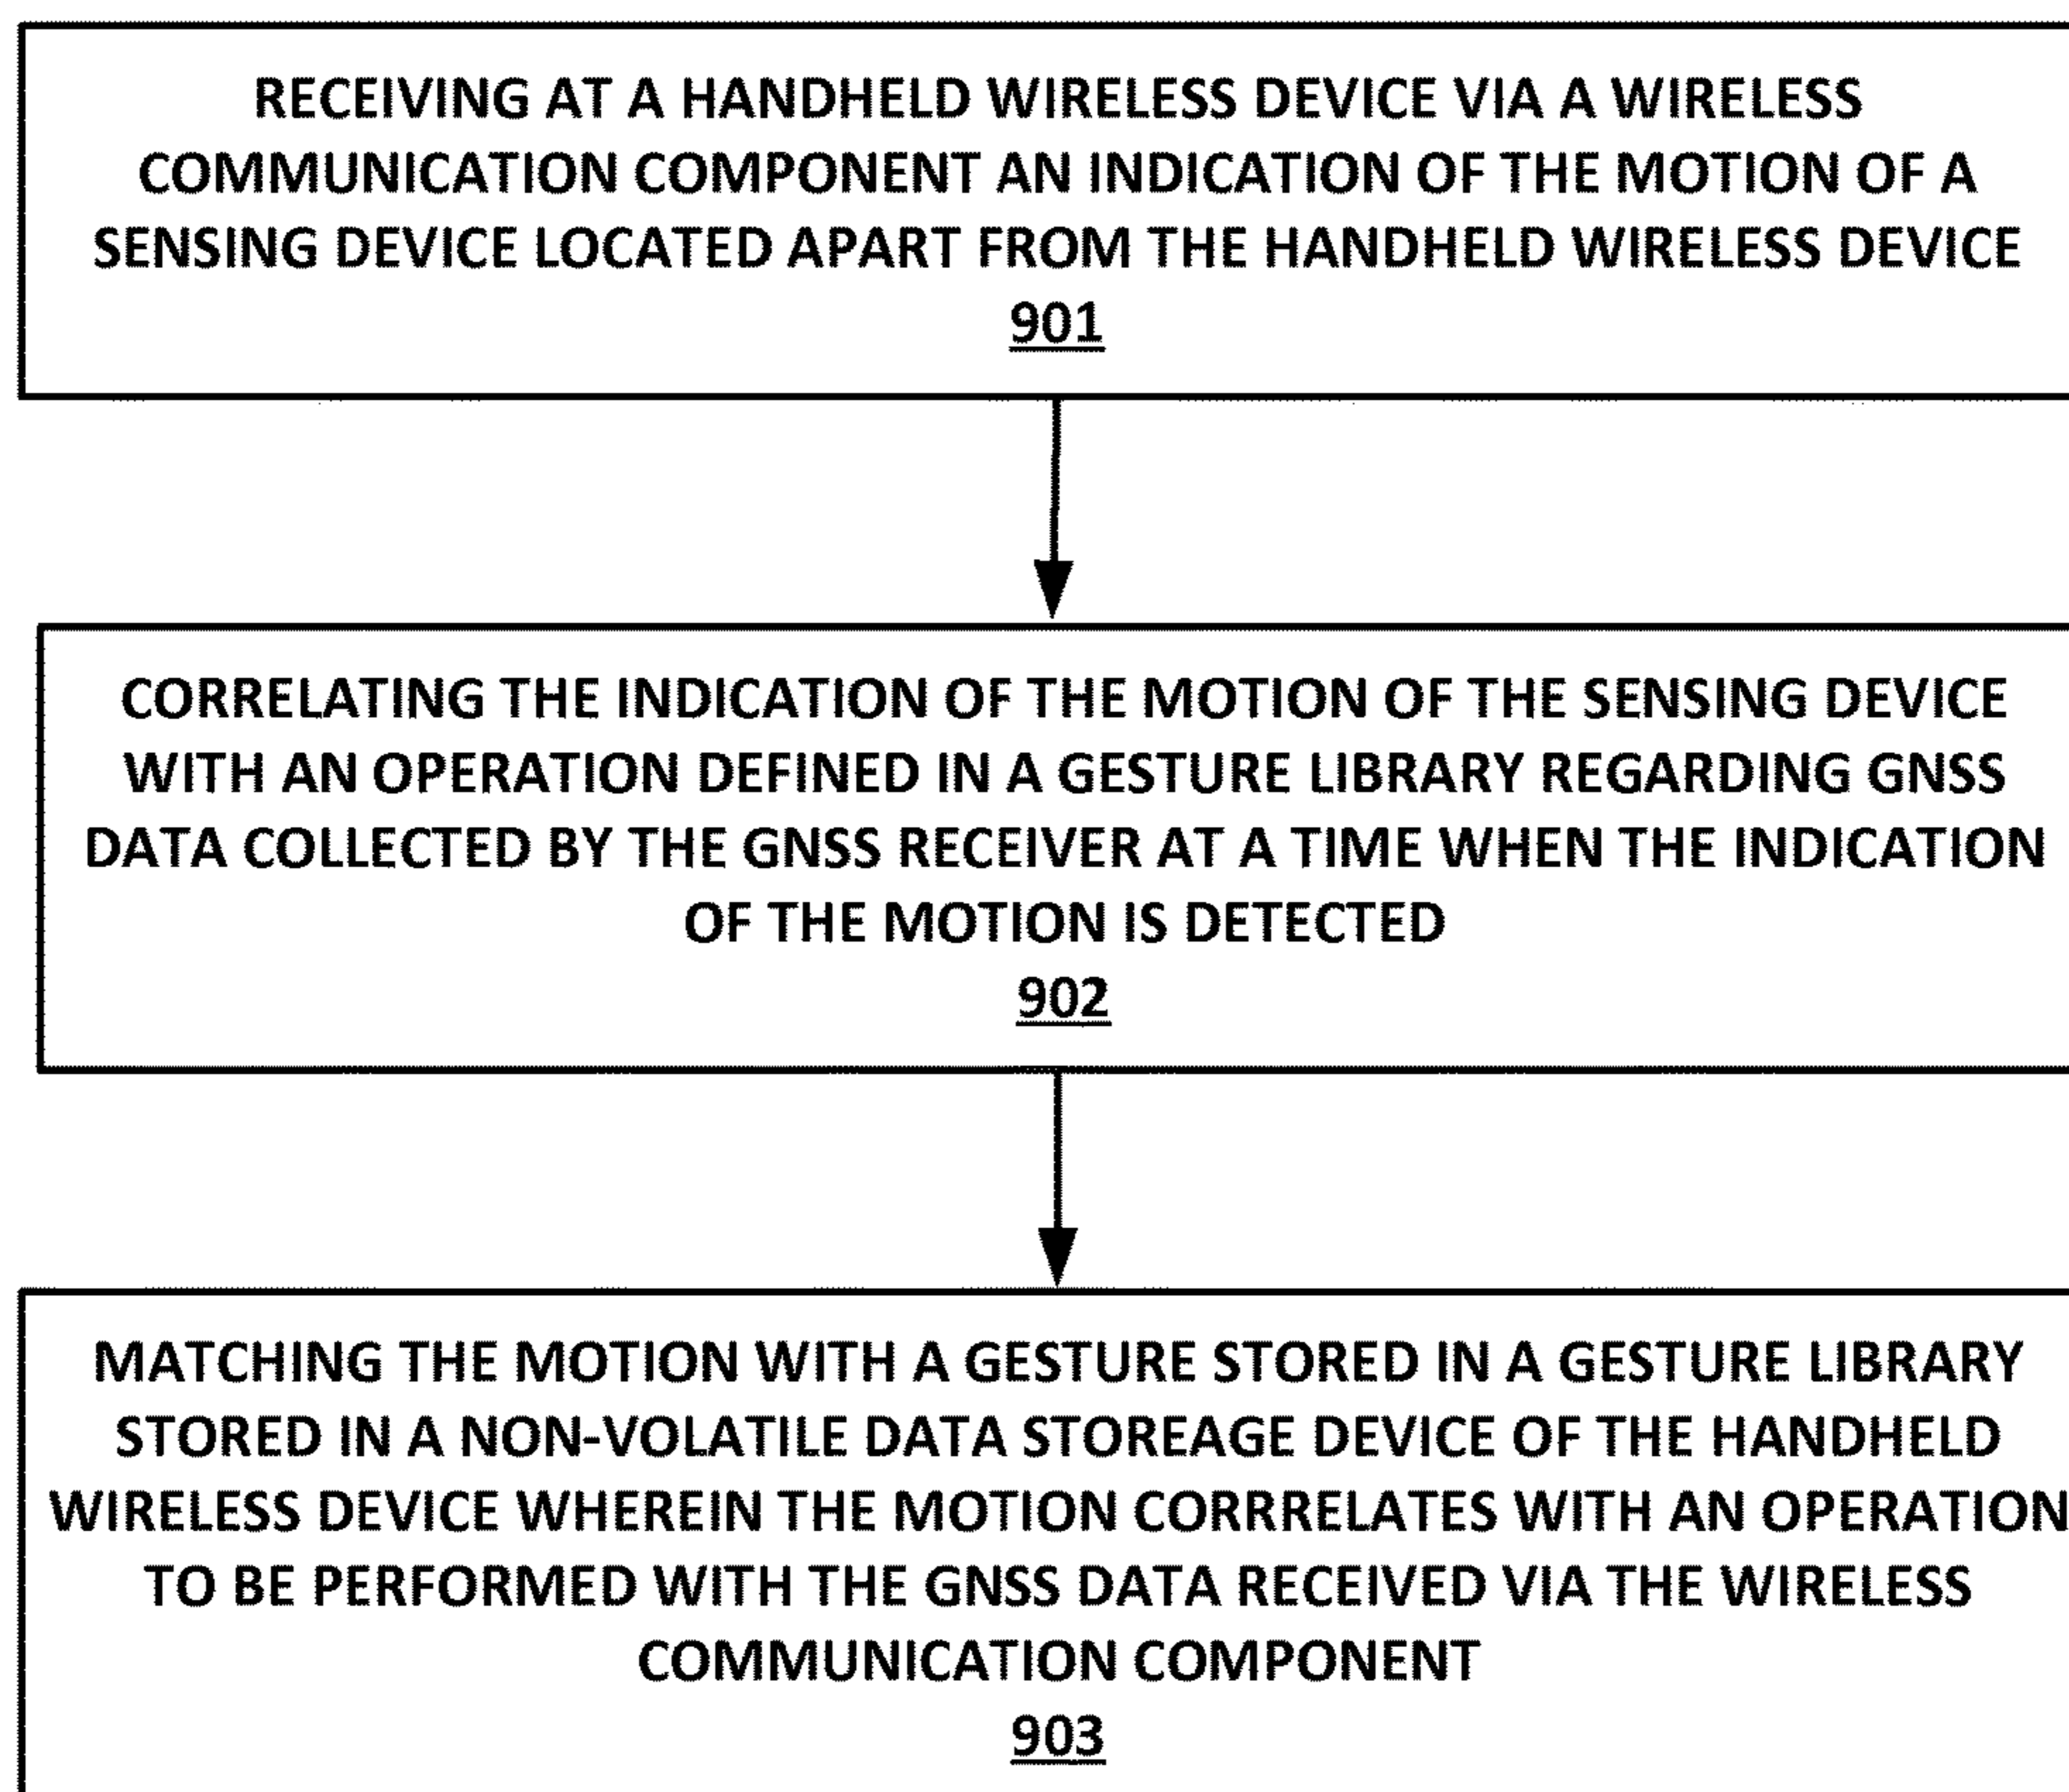 RECEIVING AT A HANDHELD WIRELESS DEVICE VIA A WIRELESS
COMMUNICATION COMPONENT AN INDICATION OF THE MOTION OF A
SENSING DEVICE LOCATED APART FROM THE HANDHELD WIRELESS DEVICE
901
CORRELATING THE INDICATION OF THE MOTION OF THE SENSING DEVICE
WITH AN OPERATION DEFINED IN A GESTURE LIBRARY REGARDING GNSS
DATA COLLECTED BY THE GNSS RECEIVER AT A TIME WHEN THE INDICATION
OF THE MOTION IS DETECTED
902
MATCHING THE MOTION WITH A GESTURE STORED IN A GESTURE LIBRARY
STORED IN A NON-VOLATILE DATA STOREAGE DEVICE OF THE HANDHELD
WIRELESS DEVICE WHEREIN THE MOTION CORRRELATES WITH AN OPERATION
TO BE PERFORMED WITH THE GNSS DATA RECEIVED VIA THE WIRELESS
COMMUNICATION COMPONENT
903